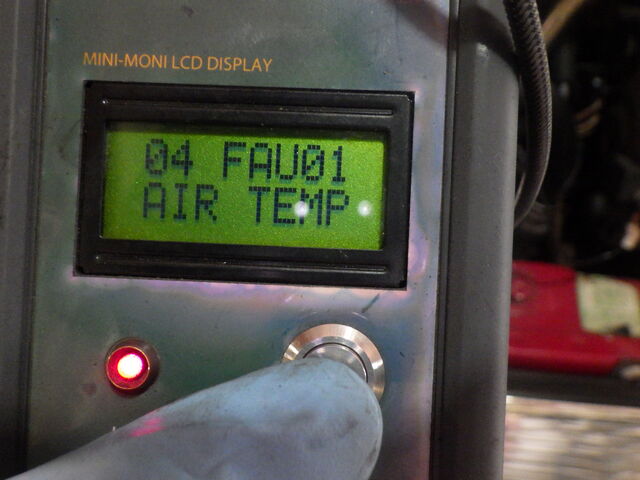 MINI-MONI LCD DISPLAY
04 FAU01
AIR TEMP